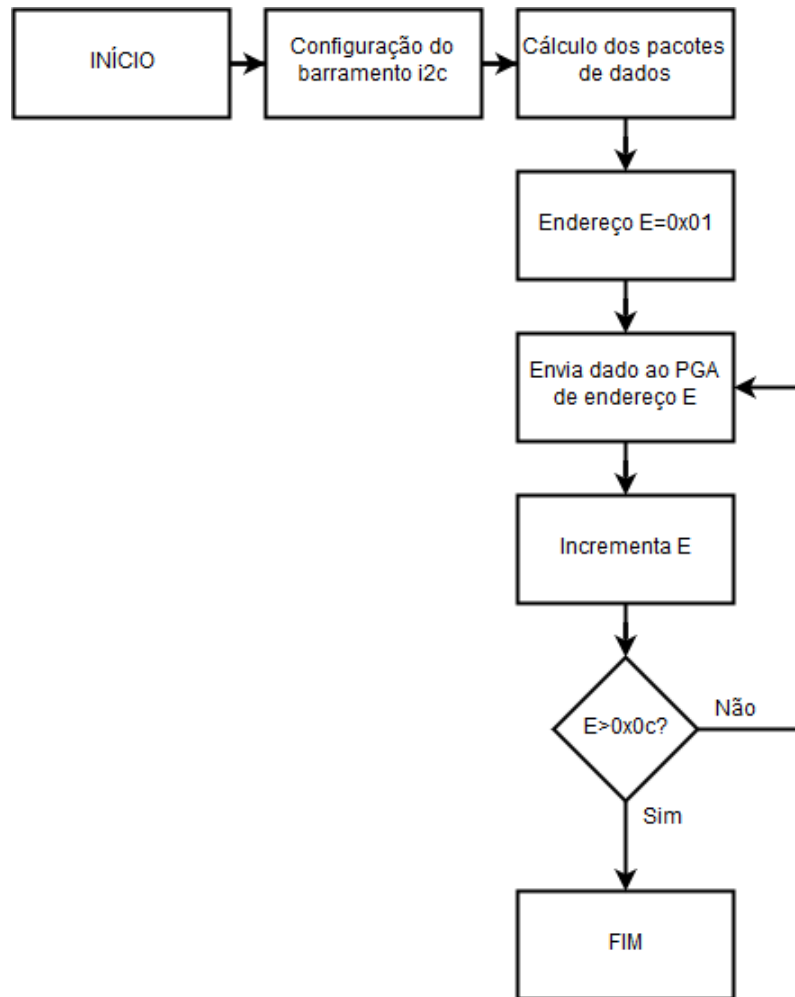 INÍCIO
Configuração do
barramento i2c
Cálculo dos pacotes
de dados
Endereço E=0x01
Envia dado ao PGA
de endereço E
Incrementa E
E>0x0c?
Não
Sim
FIM